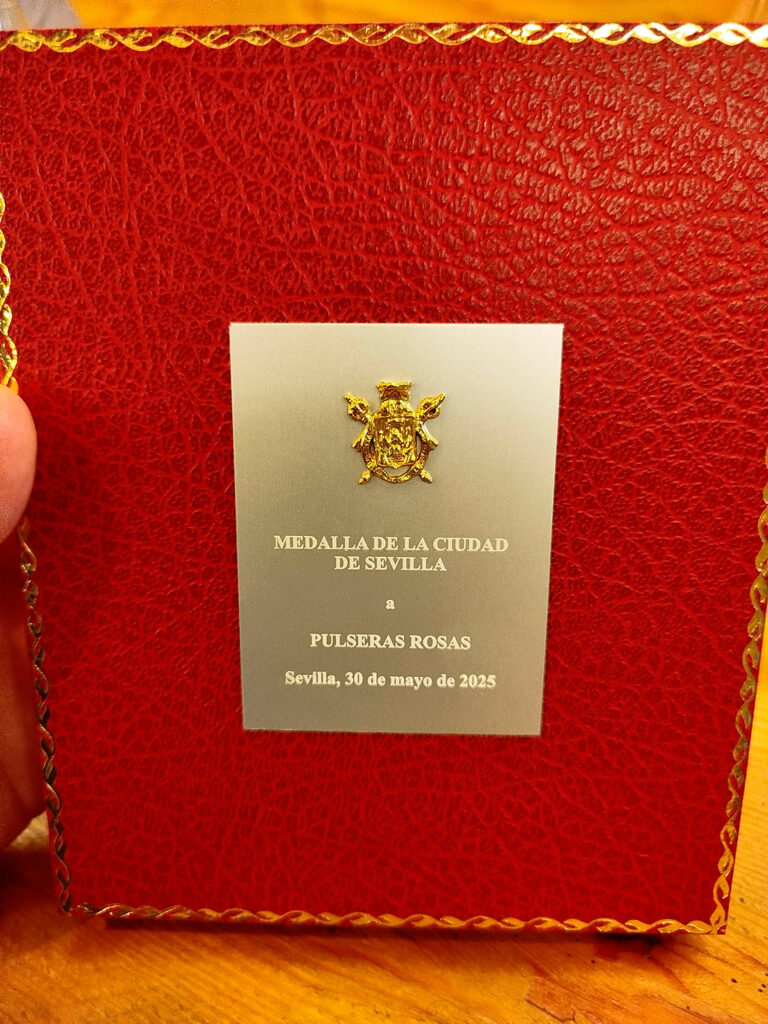 MEDALLA DE LA CIUDAD
DE SEVILLA
a
PULSERAS ROSAS
Sevilla, 30 de mayo de 2025